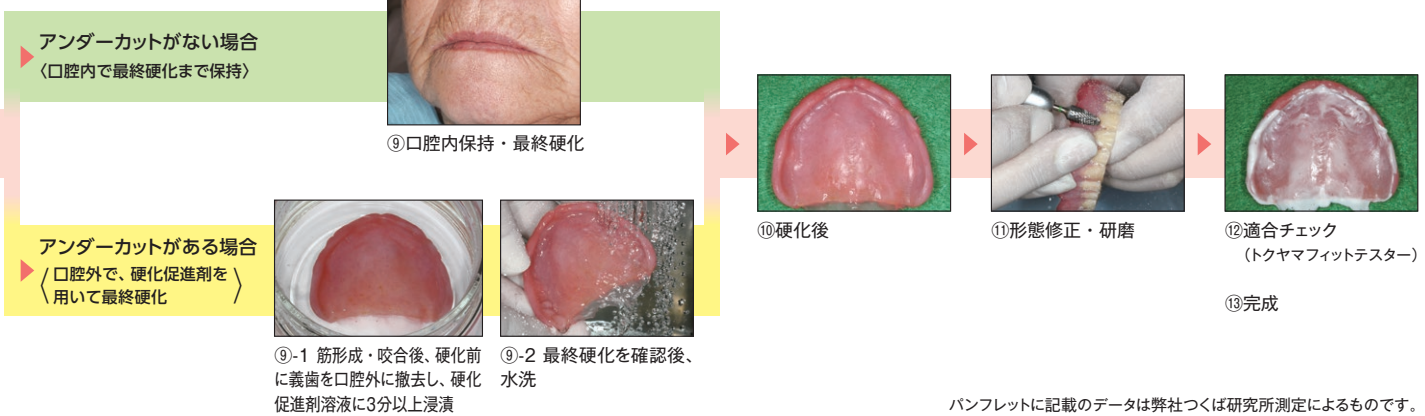 アンダーカットがない場合
〈口腔内で最終硬化まで保持〉
⑨口腔内保持・最終硬化
アンダーカットがある場合
〈口腔外で、硬化促進剤を
用いて最終硬化〉
⑨-1 筋形成・咬合後、硬化前
に義歯を口腔外に撤去し、硬化
促進剤溶液に3分以上浸漬
⑨-2 最終硬化を確認後、
水洗
⑩硬化後
⑪形態修正・研磨
⑫適合チェック
（トクヤマフィットテスター）
⑬完成
パンフレットに記載のデータは弊社つくば研究所測定によるものです。